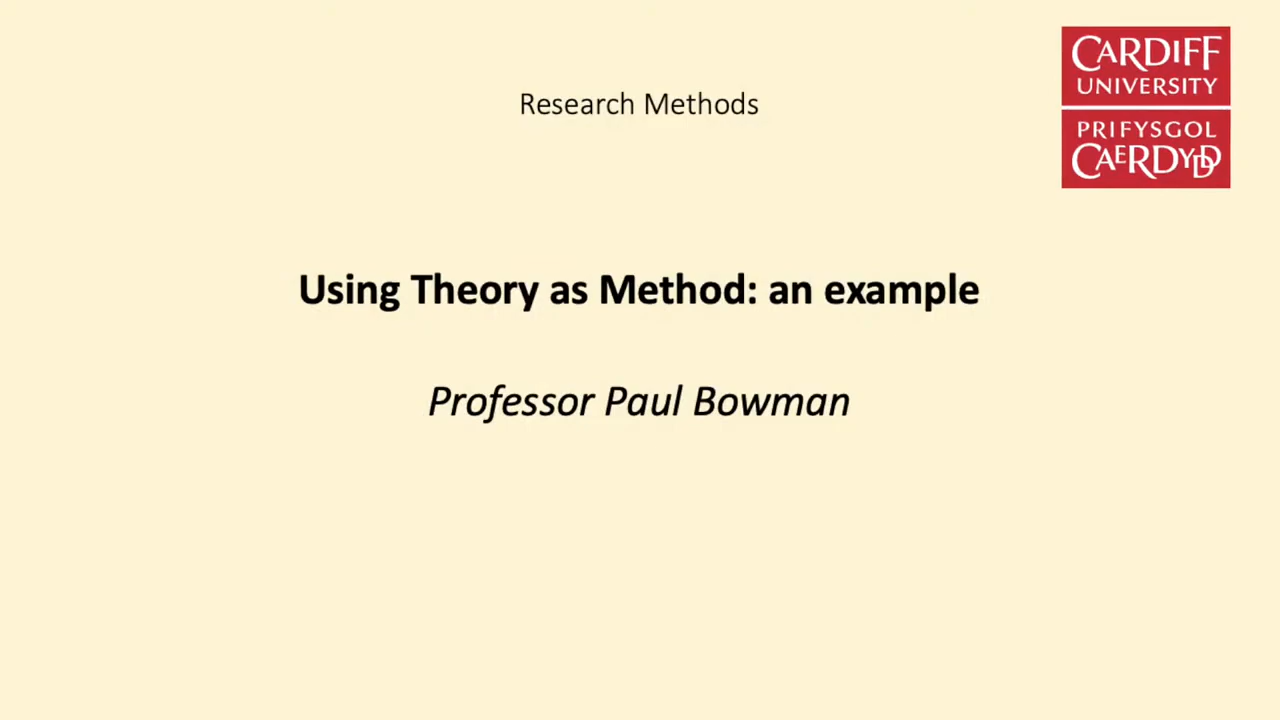 Research Methods
CARDIFF
UNIVERSITY
PRIFYSGOL
CAERDYDD
Using Theory as Method: an example
Professor Paul Bowman